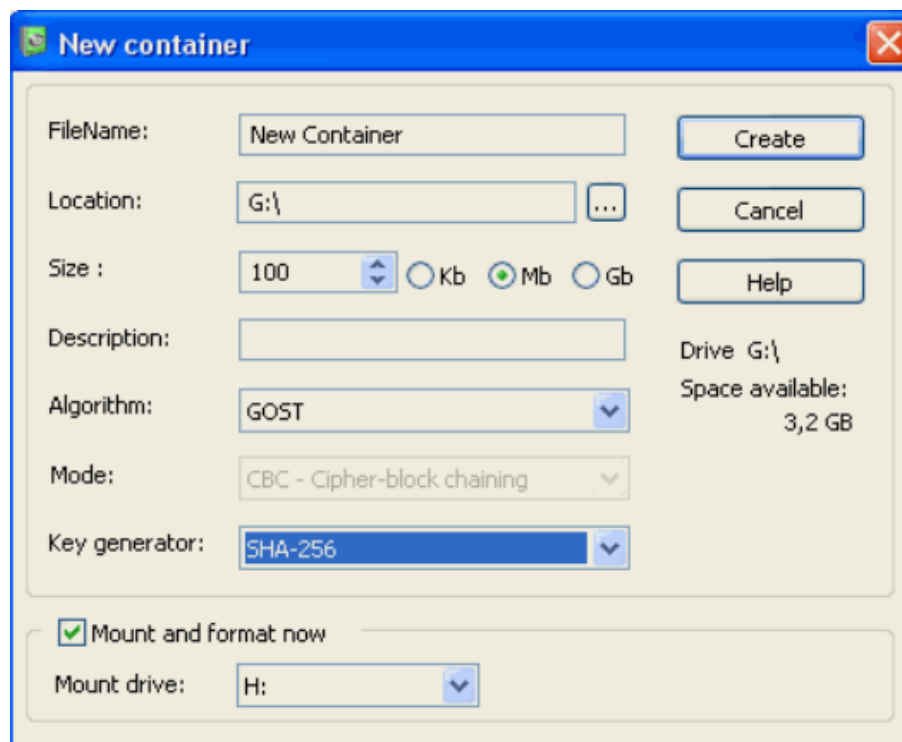 New container
FileName: New Container Create
Location: G:\ ... Cancel
Size : 100 Kb Mb Gb Help
Description: Drive G:\
Space available:
Algorithm: GOST 3,2 GB
Mode: CBC - Cipher-block chaining
Key generator: SHA-256
Mount and format now
Mount drive: H: